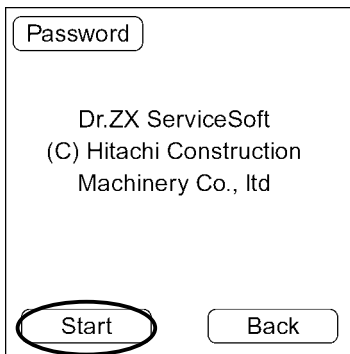 Password
Dr.ZX ServiceSoft
(C) Hitachi Construction
Machinery Co., ltd
Start
Back